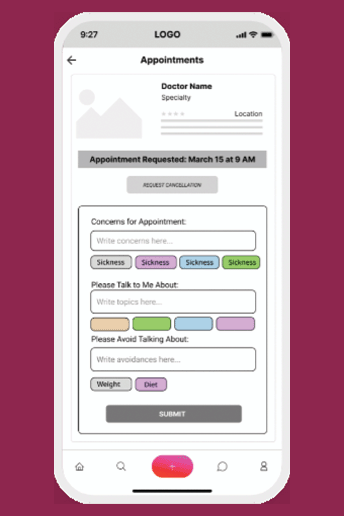 9:27
LOGO
Appointments
Doctor Name
Specialty
Location
Appointment Requested: March 15 at 9 AM
REQUEST CANCELLATION
Concerns for Appointment:
Write concerns here...
Sickness Sickness Sickness Sickness
Please Talk to Me About:
Write topics here...
Please Avoid Talking About:
Write avoidances here...
Weight Diet
SUBMIT